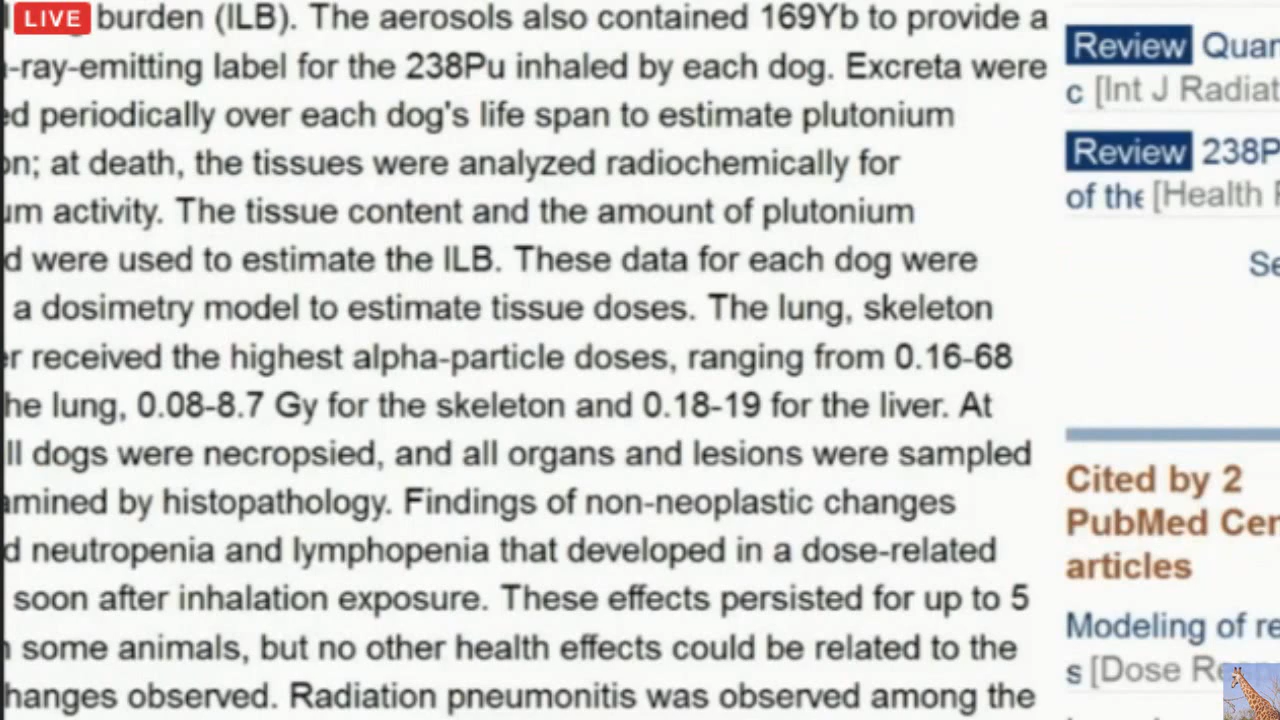 LIVE
burden (ILB). The aerosols also contained 169Yb to provide a
-ray-emitting label for the 238Pu inhaled by each dog. Excreta were
ed periodically over each dog's life span to estimate plutonium
on; at death, the tissues were analyzed radiochemically for
um activity. The tissue content and the amount of plutonium
d were used to estimate the ILB. These data for each dog were
a dosimetry model to estimate tissue doses. The lung, skeleton
er received the highest alpha-particle doses, ranging from 0.16-68
he lung, 0.08-8.7 Gy for the skeleton and 0.18-19 for the liver. At
ll dogs were necropsied, and all organs and lesions were sampled
amined by histopathology. Findings of non-neoplastic changes
d neutropenia and lymphopenia that developed in a dose-related
soon after inhalation exposure. These effects persisted for up to 5
n some animals, but no other health effects could be related to the
hanges observed. Radiation pneumonitis was observed among the
Review Quan
c [Int J Radiat
Review 238P
of the [Health
Se
Cited by 2
PubMed Cen
articles
Modeling of re
s [Dose